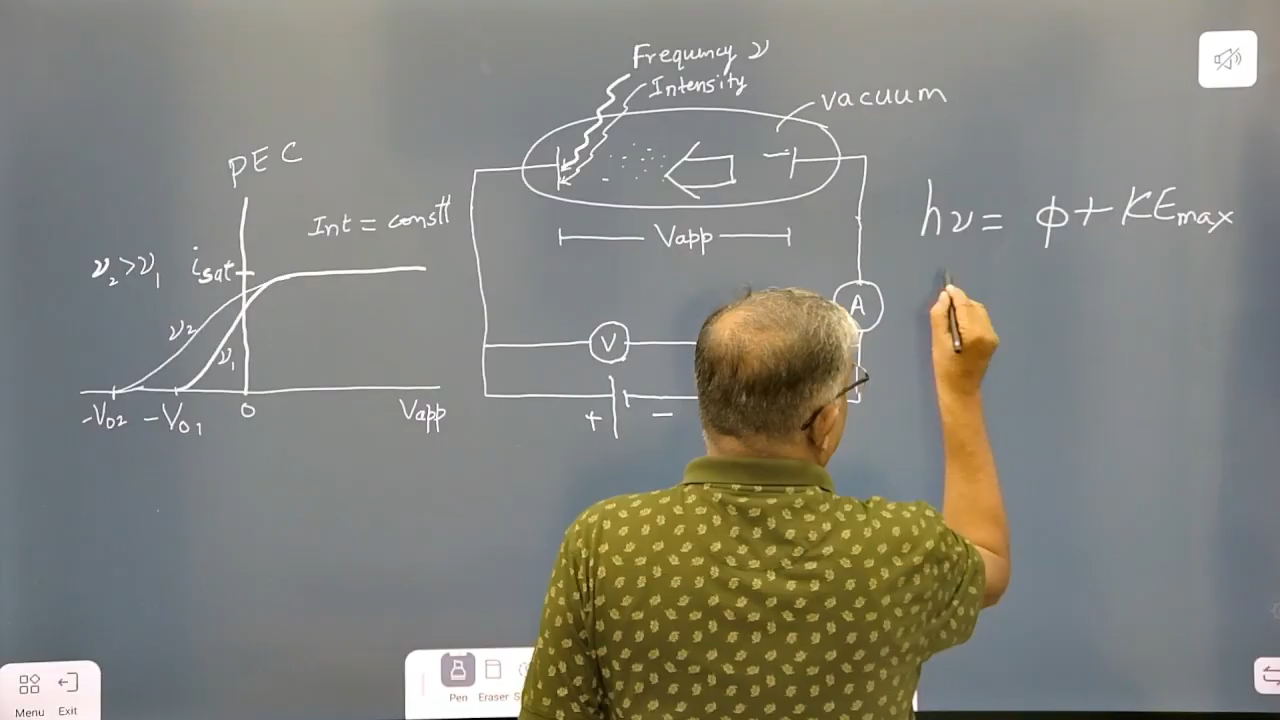 Frequency ν
Intensity
vacuum
PEC
Int = constt
ν₂ > ν₁
isat
ν₂
ν₁
-V02
-V01
0
Vapp
Vapp
V
A
+ −
hν = φ + KEmax
Menu
Exit
Pen
Eraser